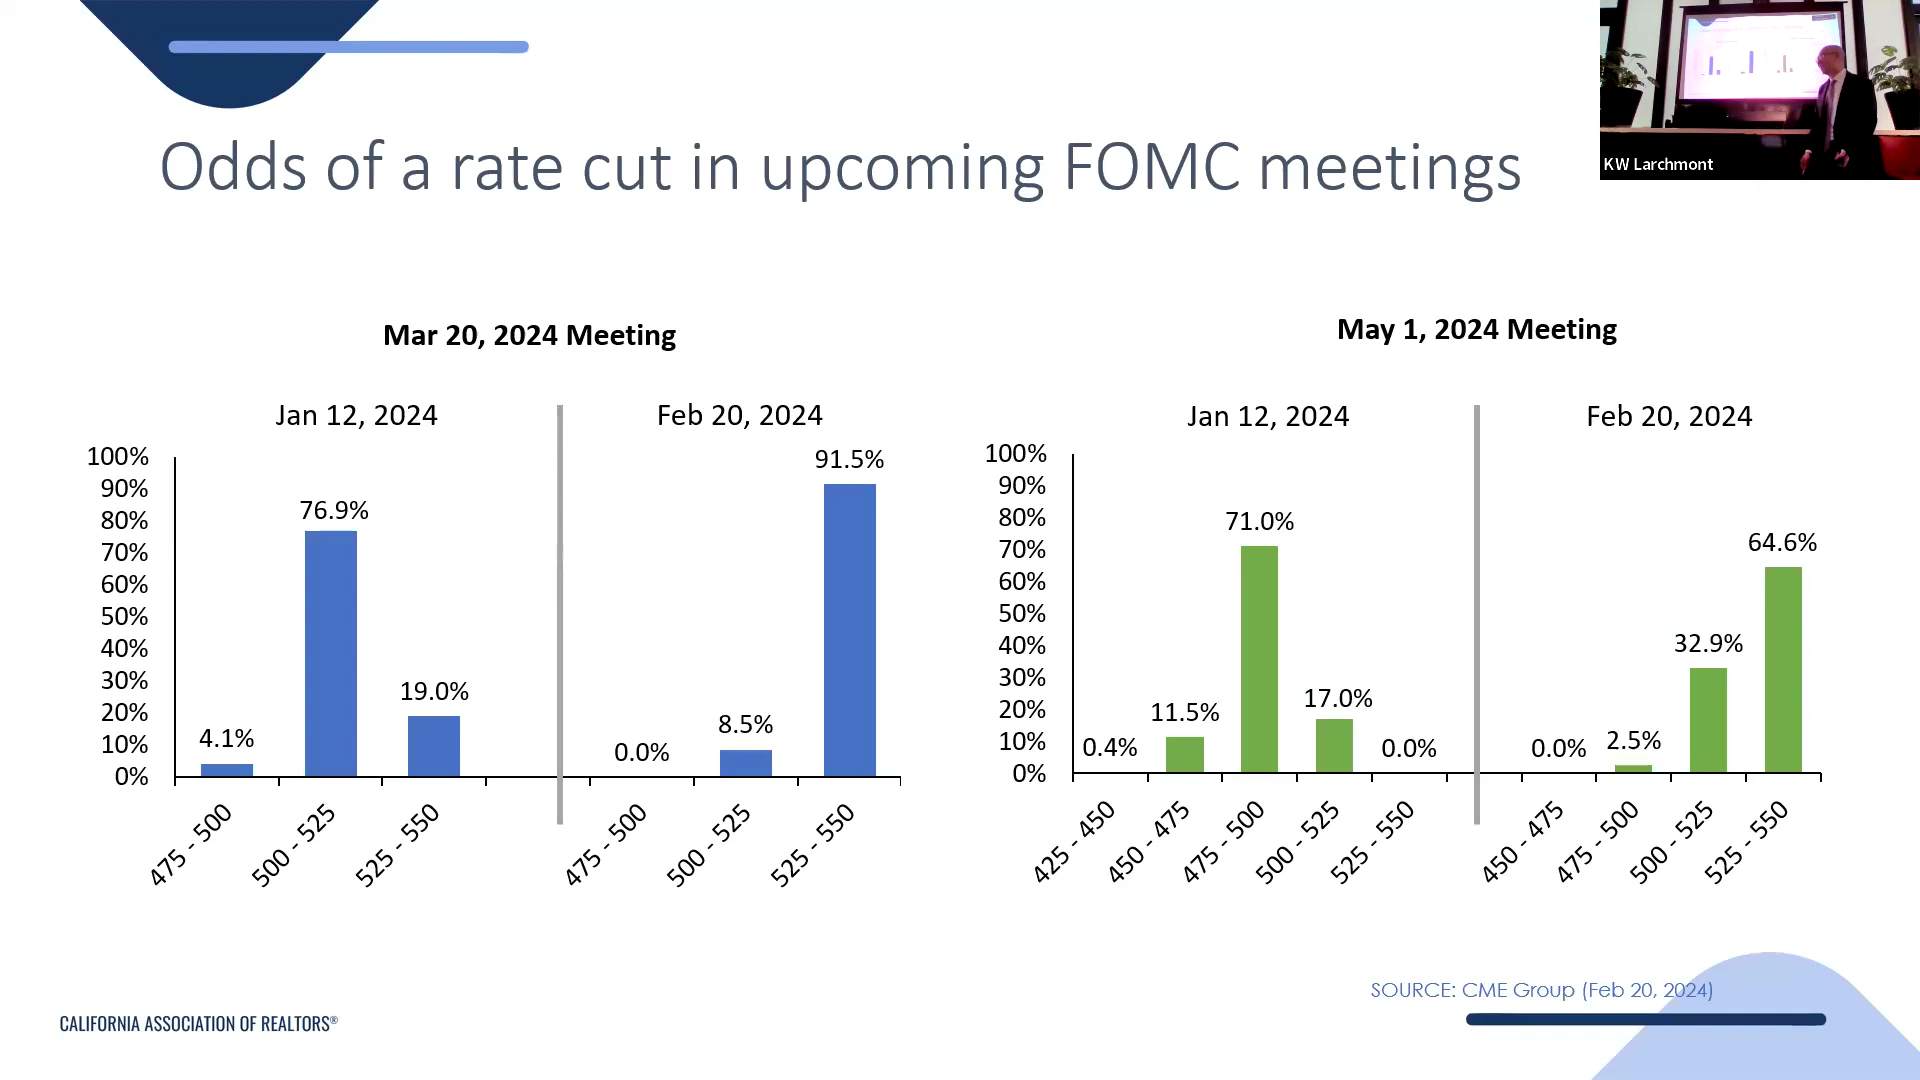 KW Larchmont
Odds of a rate cut in upcoming FOMC meetings
Mar 20, 2024 Meeting
Jan 12, 2024
Feb 20, 2024
100%
90%
80%
70%
60%
50%
40%
30%
20%
10%
0%
4.1%
76.9%
19.0%
0.0%
8.5%
91.5%
475 - 500
500 - 525
525 - 550
475 - 500
500 - 525
525 - 550
May 1, 2024 Meeting
Jan 12, 2024
Feb 20, 2024
100%
90%
80%
70%
60%
50%
40%
30%
20%
10%
0%
0.4%
11.5%
71.0%
17.0%
0.0%
0.0%
2.5%
32.9%
64.6%
425 - 450
450 - 475
475 - 500
500 - 525
525 - 550
450 - 475
475 - 500
500 - 525
525 - 550
SOURCE: CME Group (Feb 20, 2024)
CALIFORNIA ASSOCIATION OF REALTORS®